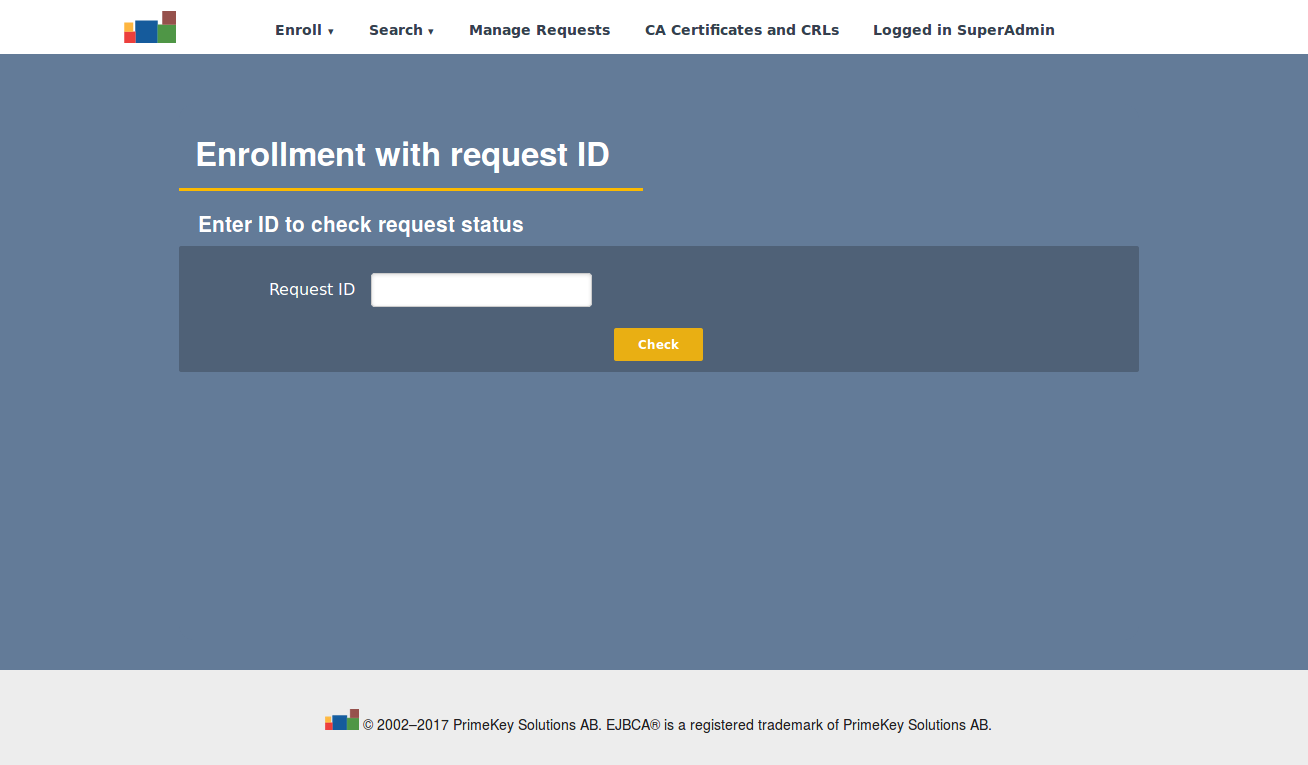 Enroll ▾ Search ▾ Manage Requests CA Certificates and CRLs Logged in SuperAdmin
Enrollment with request ID
Enter ID to check request status
Request ID
Check
© 2002–2017 PrimeKey Solutions AB. EJBCA® is a registered trademark of PrimeKey Solutions AB.